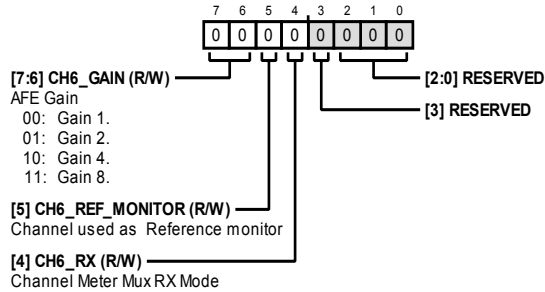 7 6 5 4 3 2 1 0
0 0 0 0 0 0 0 0
[7:6] CH6_GAIN (R/W)
AFE Gain
00: Gain 1.
01: Gain 2.
10: Gain 4.
11: Gain 8.
[5] CH6_REF_MONITOR (R/W)
Channel used as Reference monitor
[4] CH6_RX (R/W)
Channel Meter Mux RX Mode
[2:0] RESERVED
[3] RESERVED